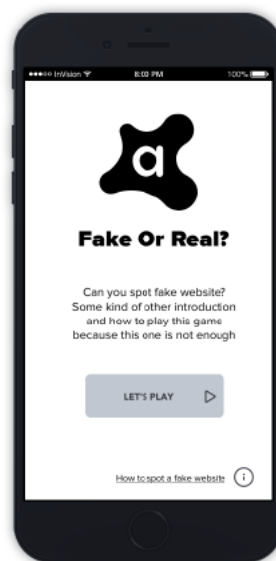 InVision 8:00 PM 100%
a
Fake Or Real?
Can you spot fake website?
Some kind of other introduction
and how to play this game
because this one is not enough
LET'S PLAY
How to spot a fake website i